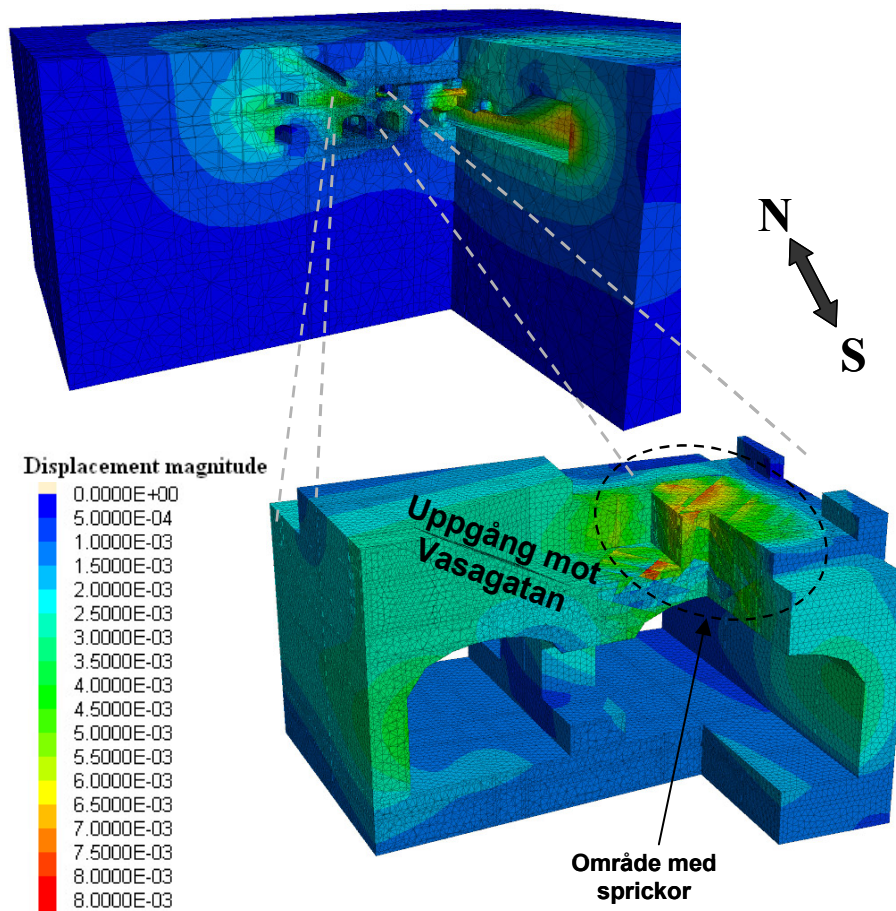 N
S
Displacement magnitude
0.0000E+00
5.0000E-04
1.0000E-03
1.5000E-03
2.0000E-03
2.5000E-03
3.0000E-03
3.5000E-03
4.0000E-03
4.5000E-03
5.0000E-03
5.5000E-03
6.0000E-03
6.5000E-03
7.0000E-03
7.5000E-03
8.0000E-03
8.0000E-03
Uppgång mot
Vasagatan
Område med
sprickor